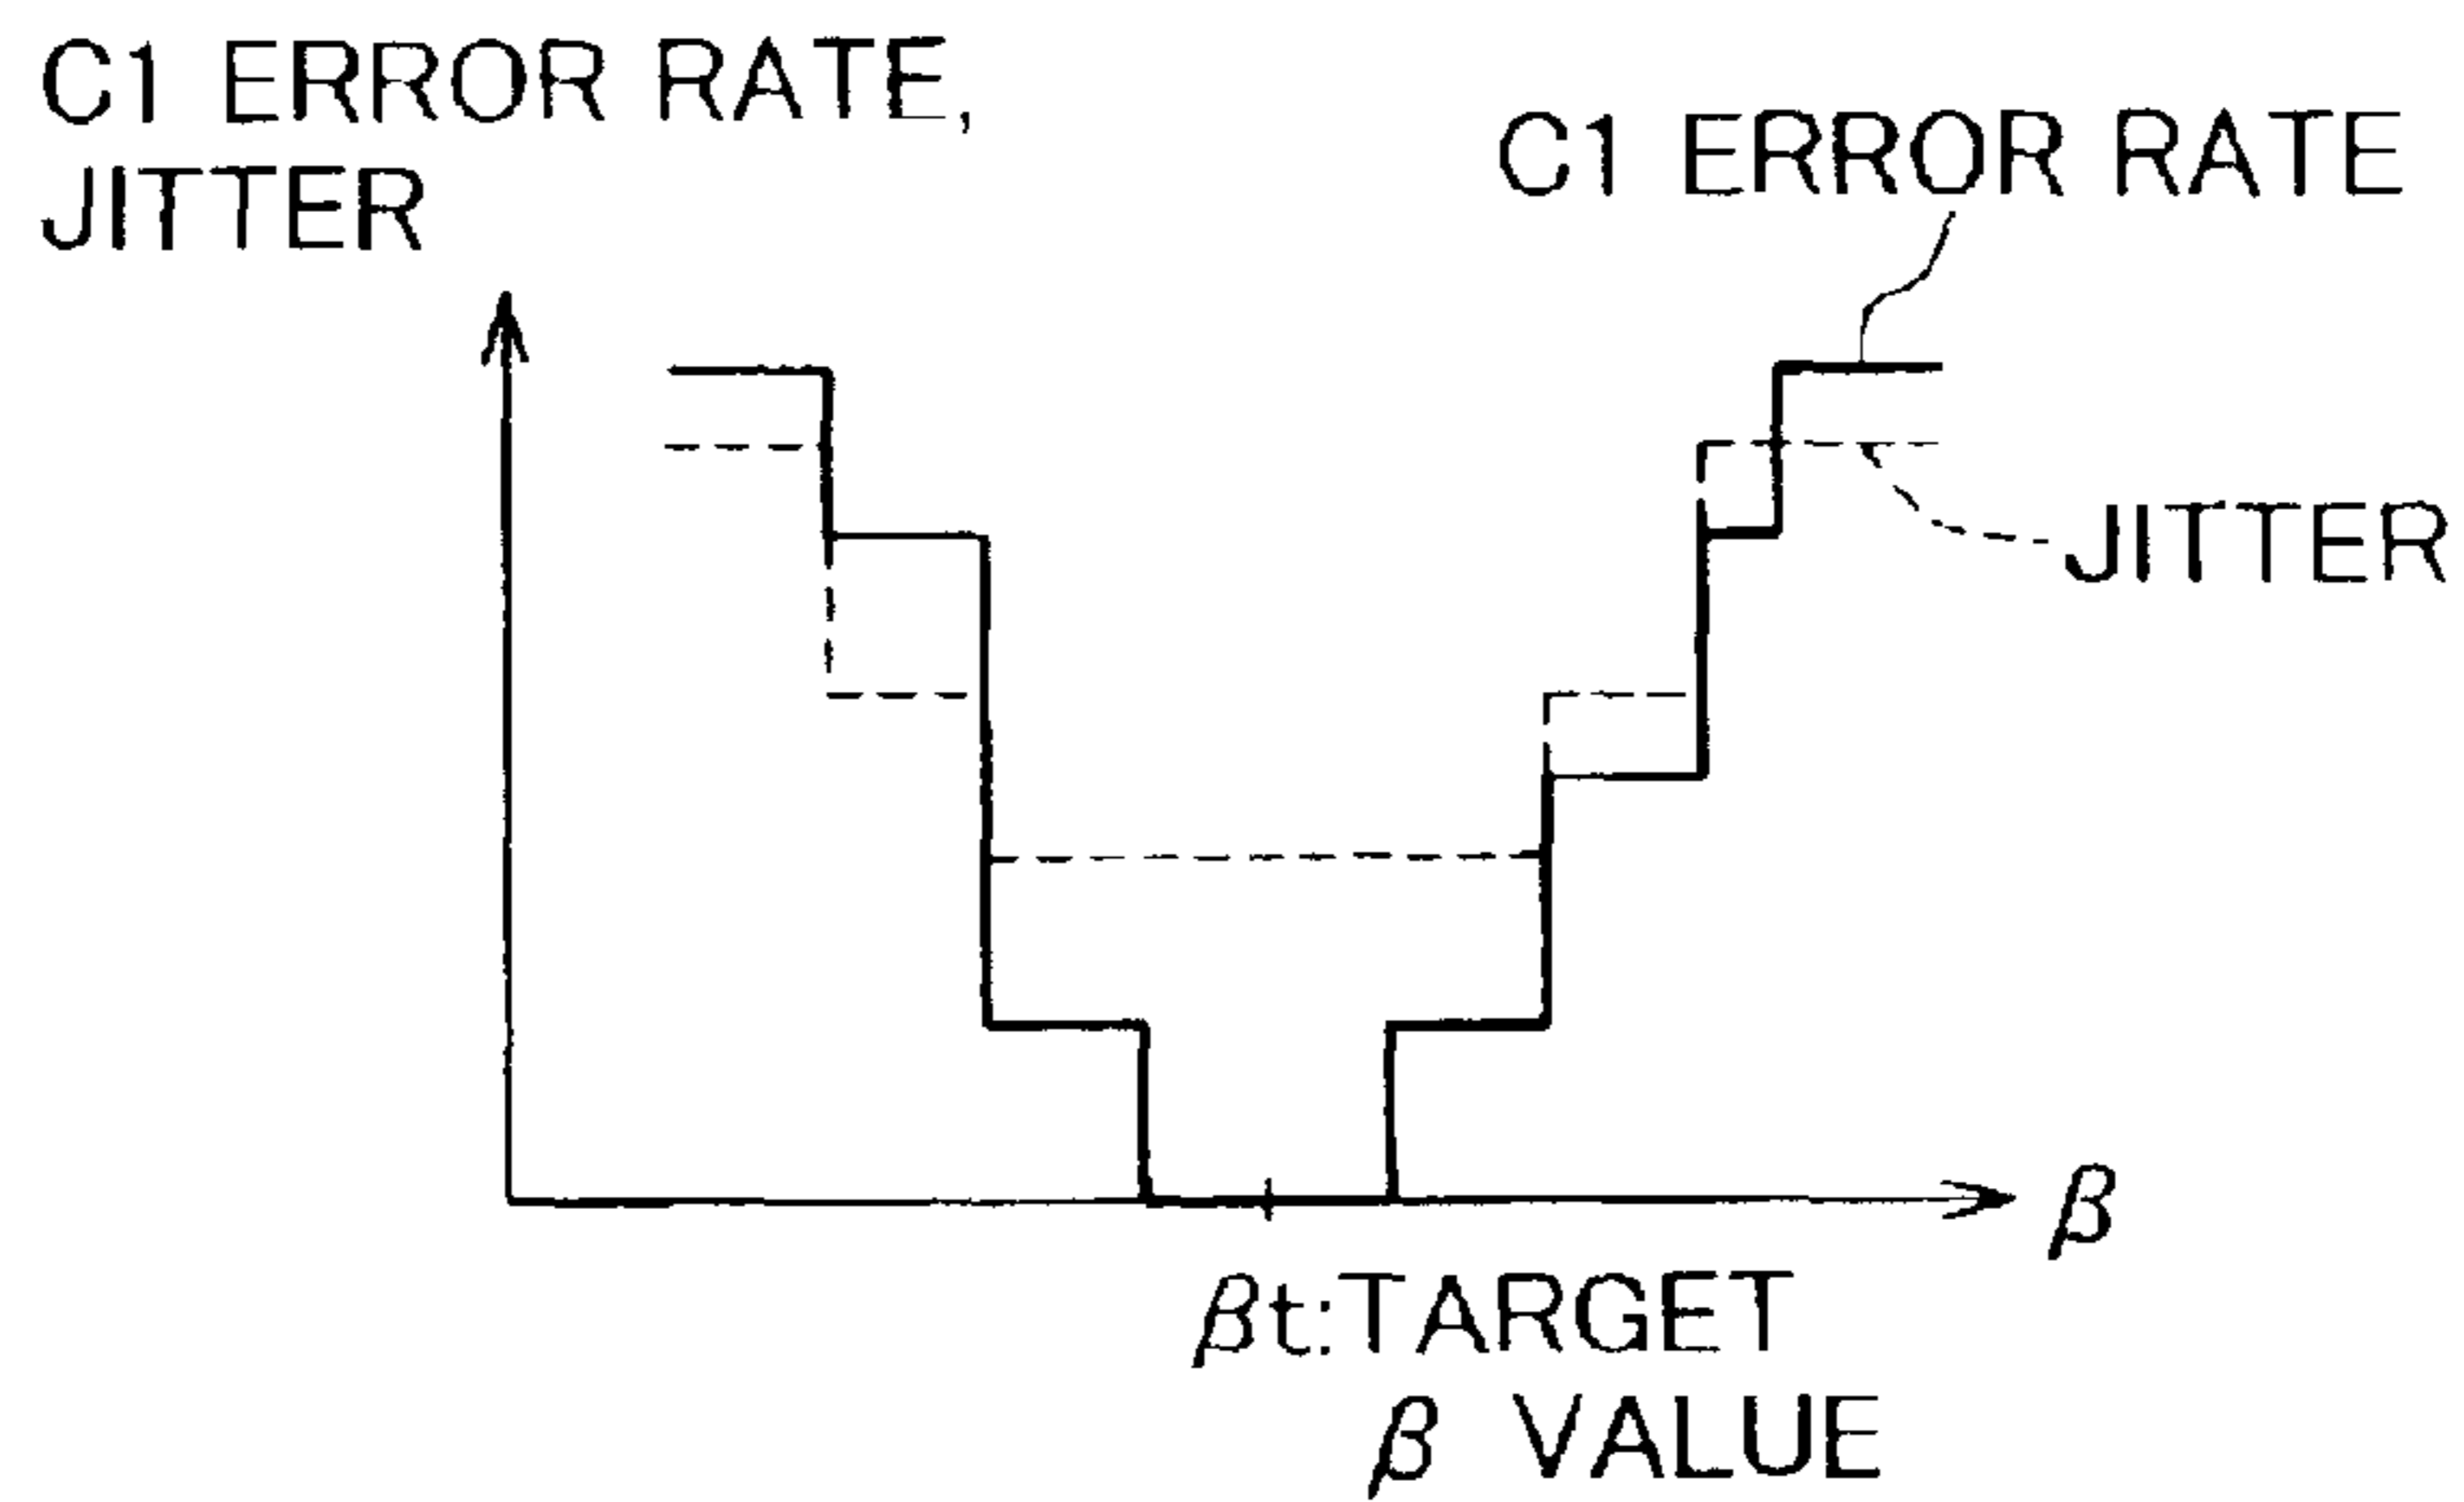 C1 ERROR RATE,
JITTER
C1 ERROR RATE
JITTER
β
βt:TARGET
β VALUE